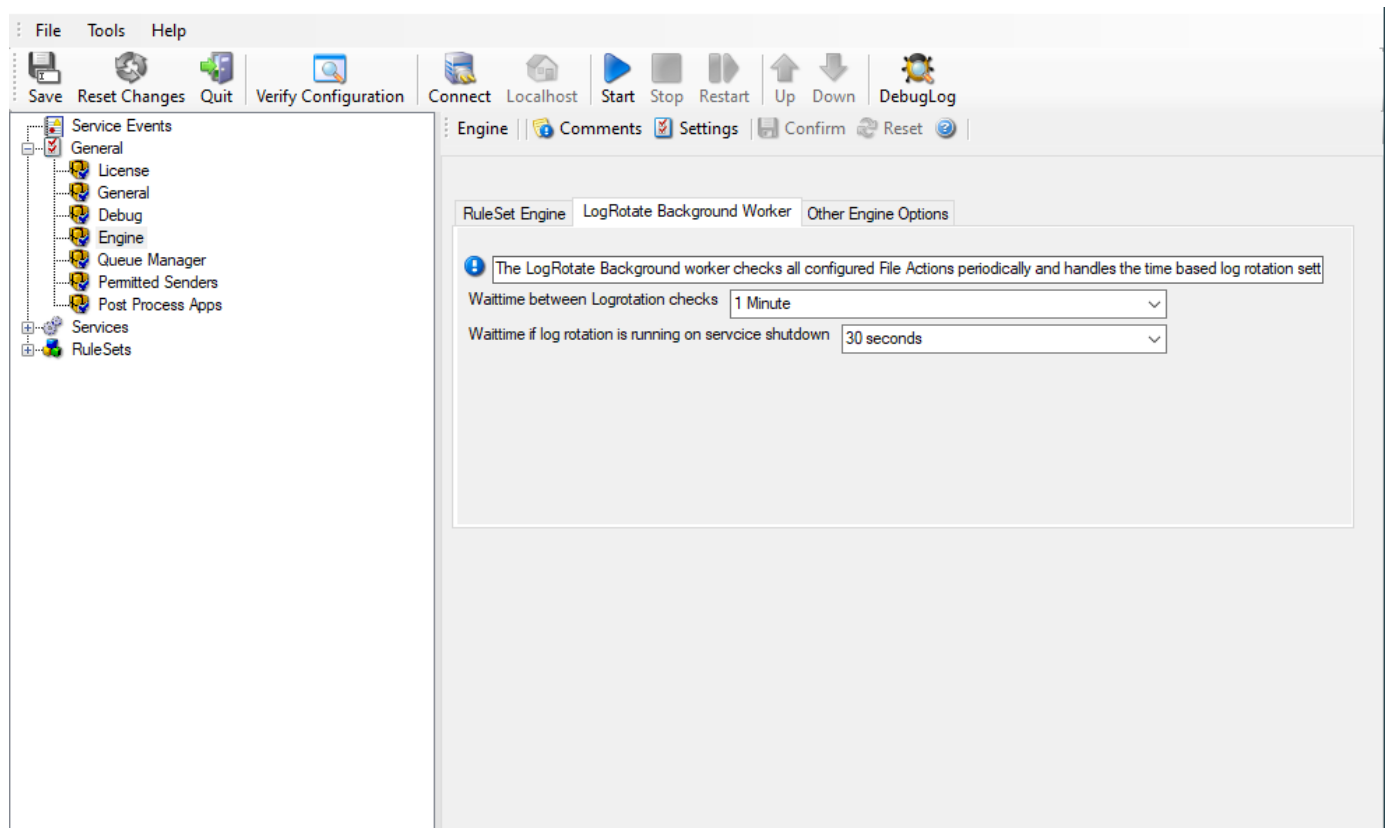 File Tools Help
Save Reset Changes Quit Verify Configuration Connect Localhost Start Stop Restart Up Down DebugLog
Service Events
General
License
General
Debug
Engine
Queue Manager
Permitted Senders
Post Process Apps
Services
RuleSets
Engine Comments Settings Confirm Reset
RuleSet Engine LogRotate Background Worker Other Engine Options
The LogRotate Background worker checks all configured File Actions periodically and handles the time based log rotation sett
Waittime between Logrotation checks 1 Minute
Waittime if log rotation is running on servcice shutdown 30 seconds